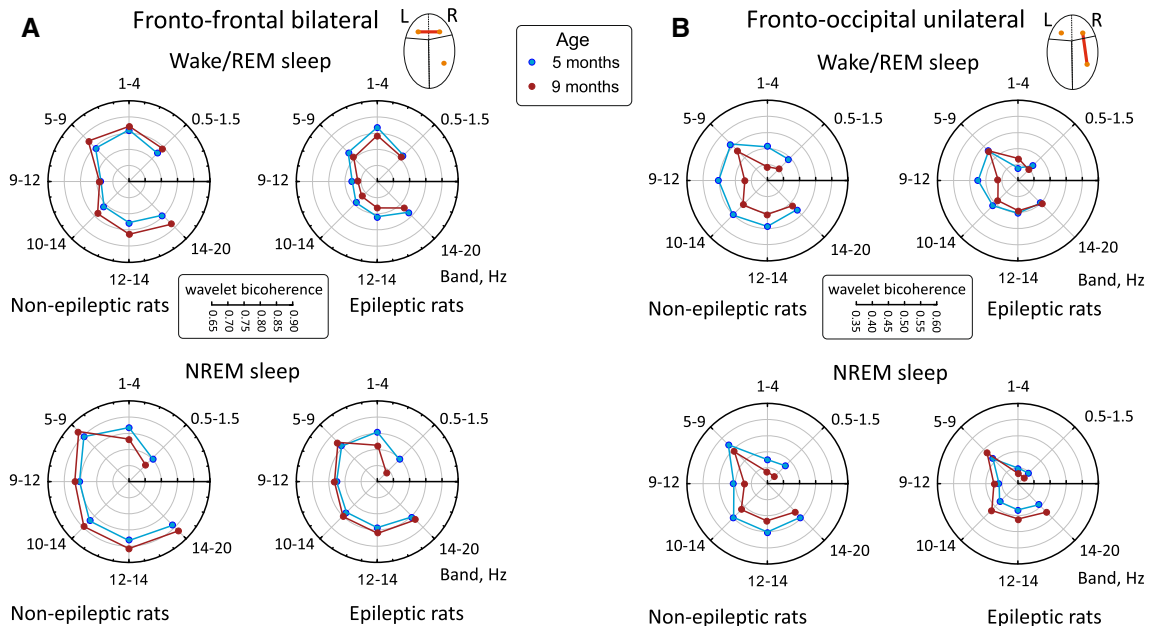 A
Fronto-frontal bilateral
L R
Wake/REM sleep
1-4
0.5-1.5
5-9
9-12
10-14
12-14
14-20
1-4
0.5-1.5
5-9
9-12
10-14
14-20
Band, Hz
Non-epileptic rats
wavelet bicoherence
0.65 0.70 0.75 0.80 0.85 0.90
Epileptic rats
NREM sleep
1-4
0.5-1.5
5-9
9-12
10-14
12-14
14-20
1-4
0.5-1.5
5-9
9-12
10-14
12-14
14-20
Band, Hz
Non-epileptic rats
Epileptic rats
Age
5 months
9 months
B
Fronto-occipital unilateral
L R
Wake/REM sleep
1-4
0.5-1.5
5-9
9-12
10-14
12-14
14-20
1-4
0.5-1.5
5-9
9-12
10-14
12-14
14-20
Band, Hz
Non-epileptic rats
wavelet bicoherence
0.35 0.40 0.45 0.50 0.55 0.60
Epileptic rats
NREM sleep
1-4
0.5-1.5
5-9
9-12
10-14
12-14
14-20
1-4
0.5-1.5
5-9
9-12
10-14
12-14
14-20
Band, Hz
Non-epileptic rats
Epileptic rats